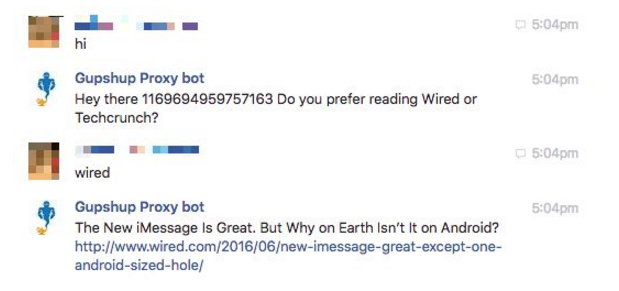 5:04pm
hi
Gupshup Proxy bot 5:04pm
Hey there 1169694959757163 Do you prefer reading Wired or
Techcrunch?
5:04pm
wired
Gupshup Proxy bot 5:04pm
The New iMessage Is Great. But Why on Earth Isn't It on Android?
http://www.wired.com/2016/06/new-imessage-great-except-one-
android-sized-hole/